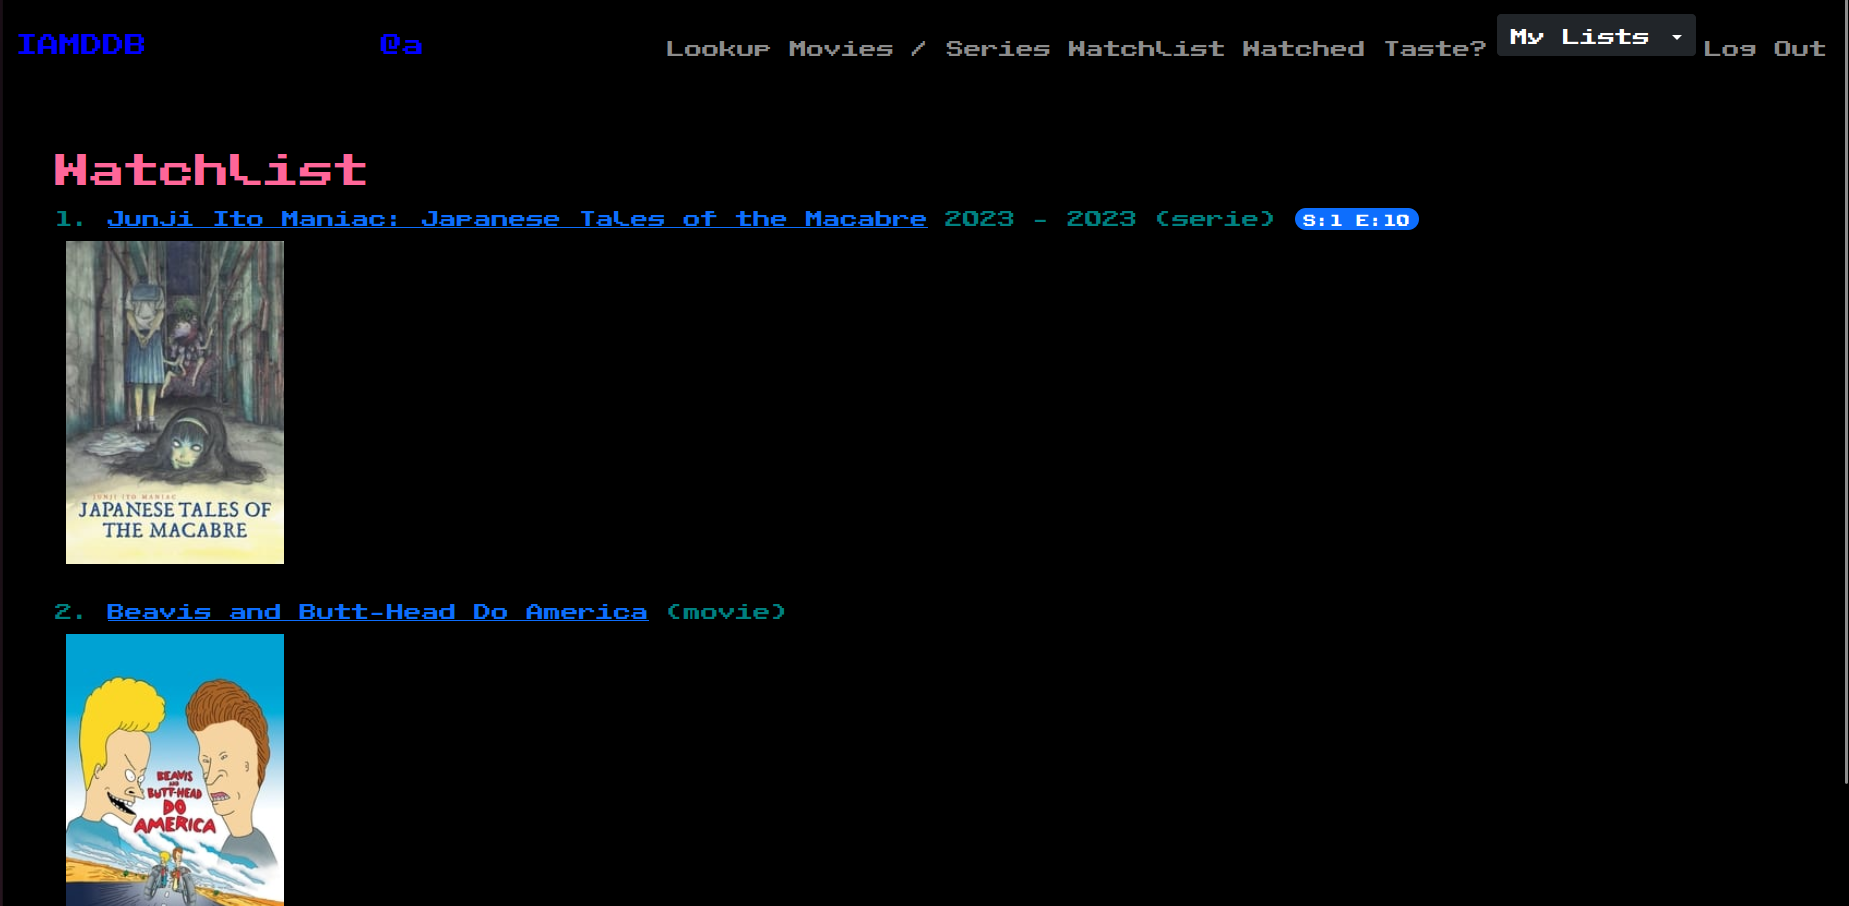 IAMDDB @a Lookup Movies / Series WatchList Watched Taste? My Lists Log Out
WatchList
1. Junji Ito Maniac: Japanese Tales of the Macabre 2023 - 2023 (serie) S:1 E:10
JUNJI ITO MANIAC
JAPANESE TALES OF
THE MACABRE
2. Beavis and Butt-Head Do America (movie)
BEAVIS
AND
BUTT-HEAD
DO
AMERICA